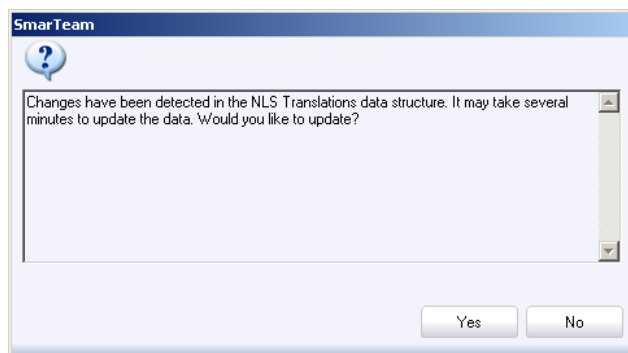 SmarTeam
Changes have been detected in the NLS Translations data structure. It may take several
minutes to update the data. Would you like to update?
Yes
No